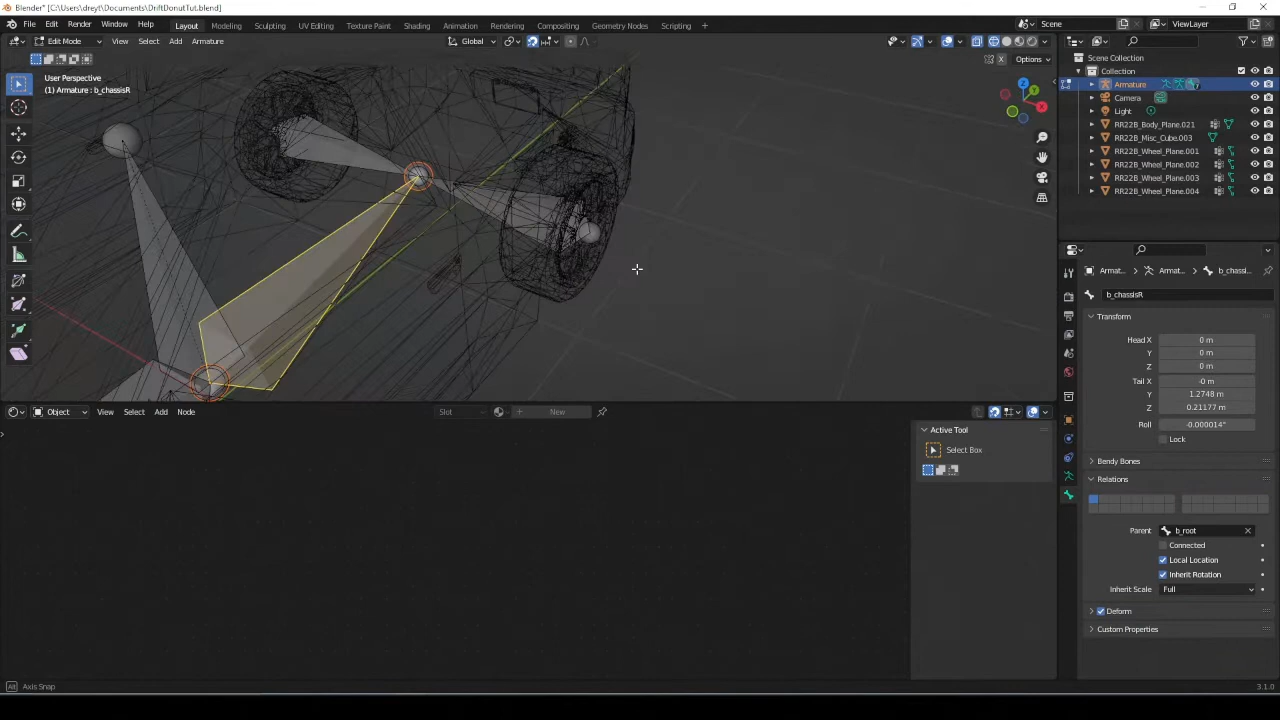 Blender* [C:\Users\dreyt\Documents\DriftDonutTut.blend]
File Edit Render Window Help Layout Modeling Sculpting UV Editing Texture Paint Shading Animation Rendering Compositing Geometry Nodes Scripting + Scene ViewLayer
Edit Mode View Select Add Armature Global
Options
X
User Perspective
(1) Armature : b_chassisR
Scene Collection
Collection
Armature
Camera
Light
RR22B_Body_Plane.021
RR22B_Misc_Cube.003
RR22B_Wheel_Plane.001
RR22B_Wheel_Plane.002
RR22B_Wheel_Plane.003
RR22B_Wheel_Plane.004
Armat... Armat... b_chassi...
b_chassisR
Transform
Head X 0 m
Y 0 m
Z 0 m
Tail X -0 m
Y 1.2748 m
Z 0.21177 m
Roll -0.000014°
Lock
Bendy Bones
Relations
Parent b_root
Connected
Local Location
Inherit Rotation
Inherit Scale Full
Deform
Custom Properties
Object View Select Add Node Slot New
Active Tool
Select Box
Axis Snap
3.1.0